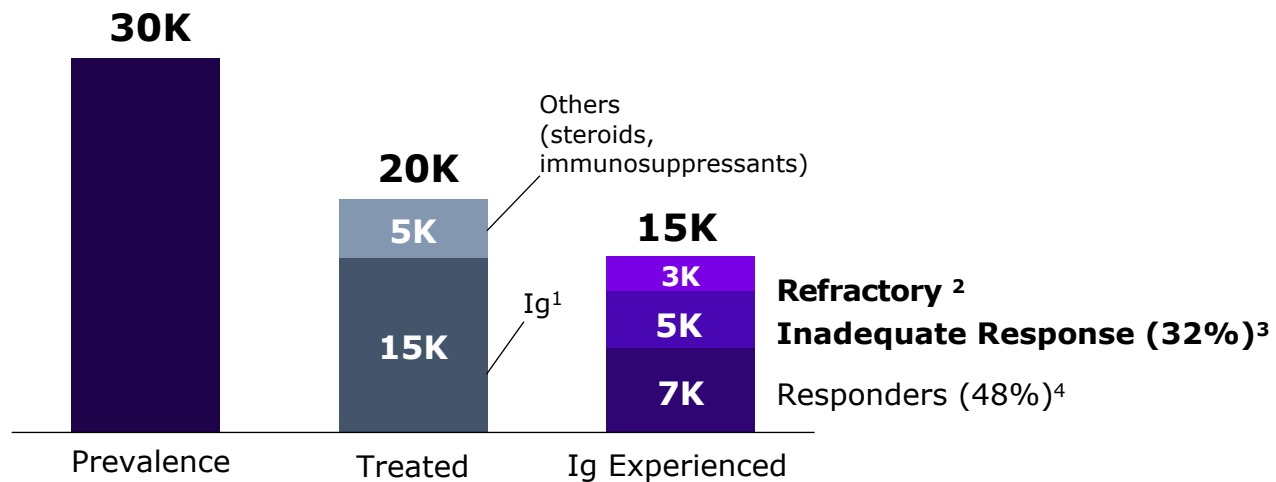 30K
Others
(steroids,
immunosuppressants)
20K
5K
15K
3K
Refractory ²
Ig¹
5K
Inadequate Response (32%)³
15K
7K
Responders (48%)⁴
Prevalence
Treated
Ig Experienced